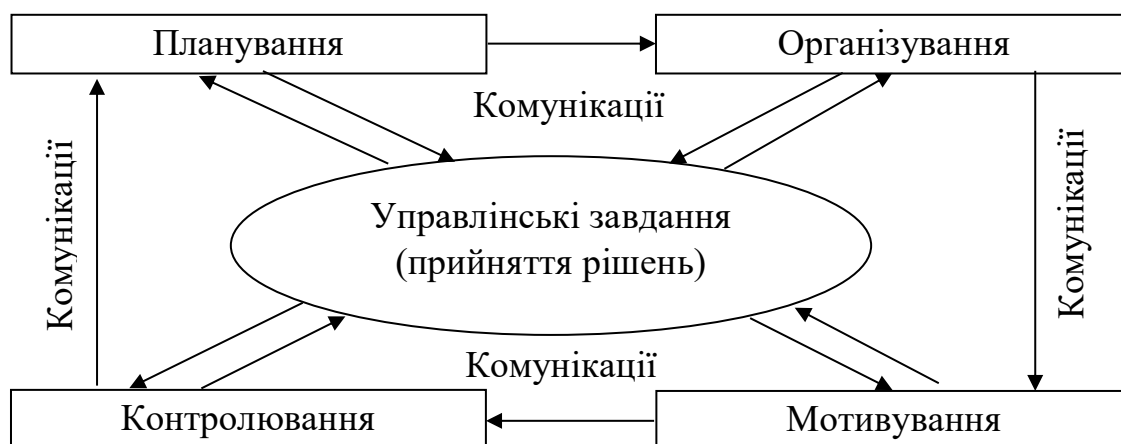 Планування
Організування
Комунікації
Комунікації
Комунікації
Управлінські завдання
(прийняття рішень)
Комунікації
Контролювання
Мотивування